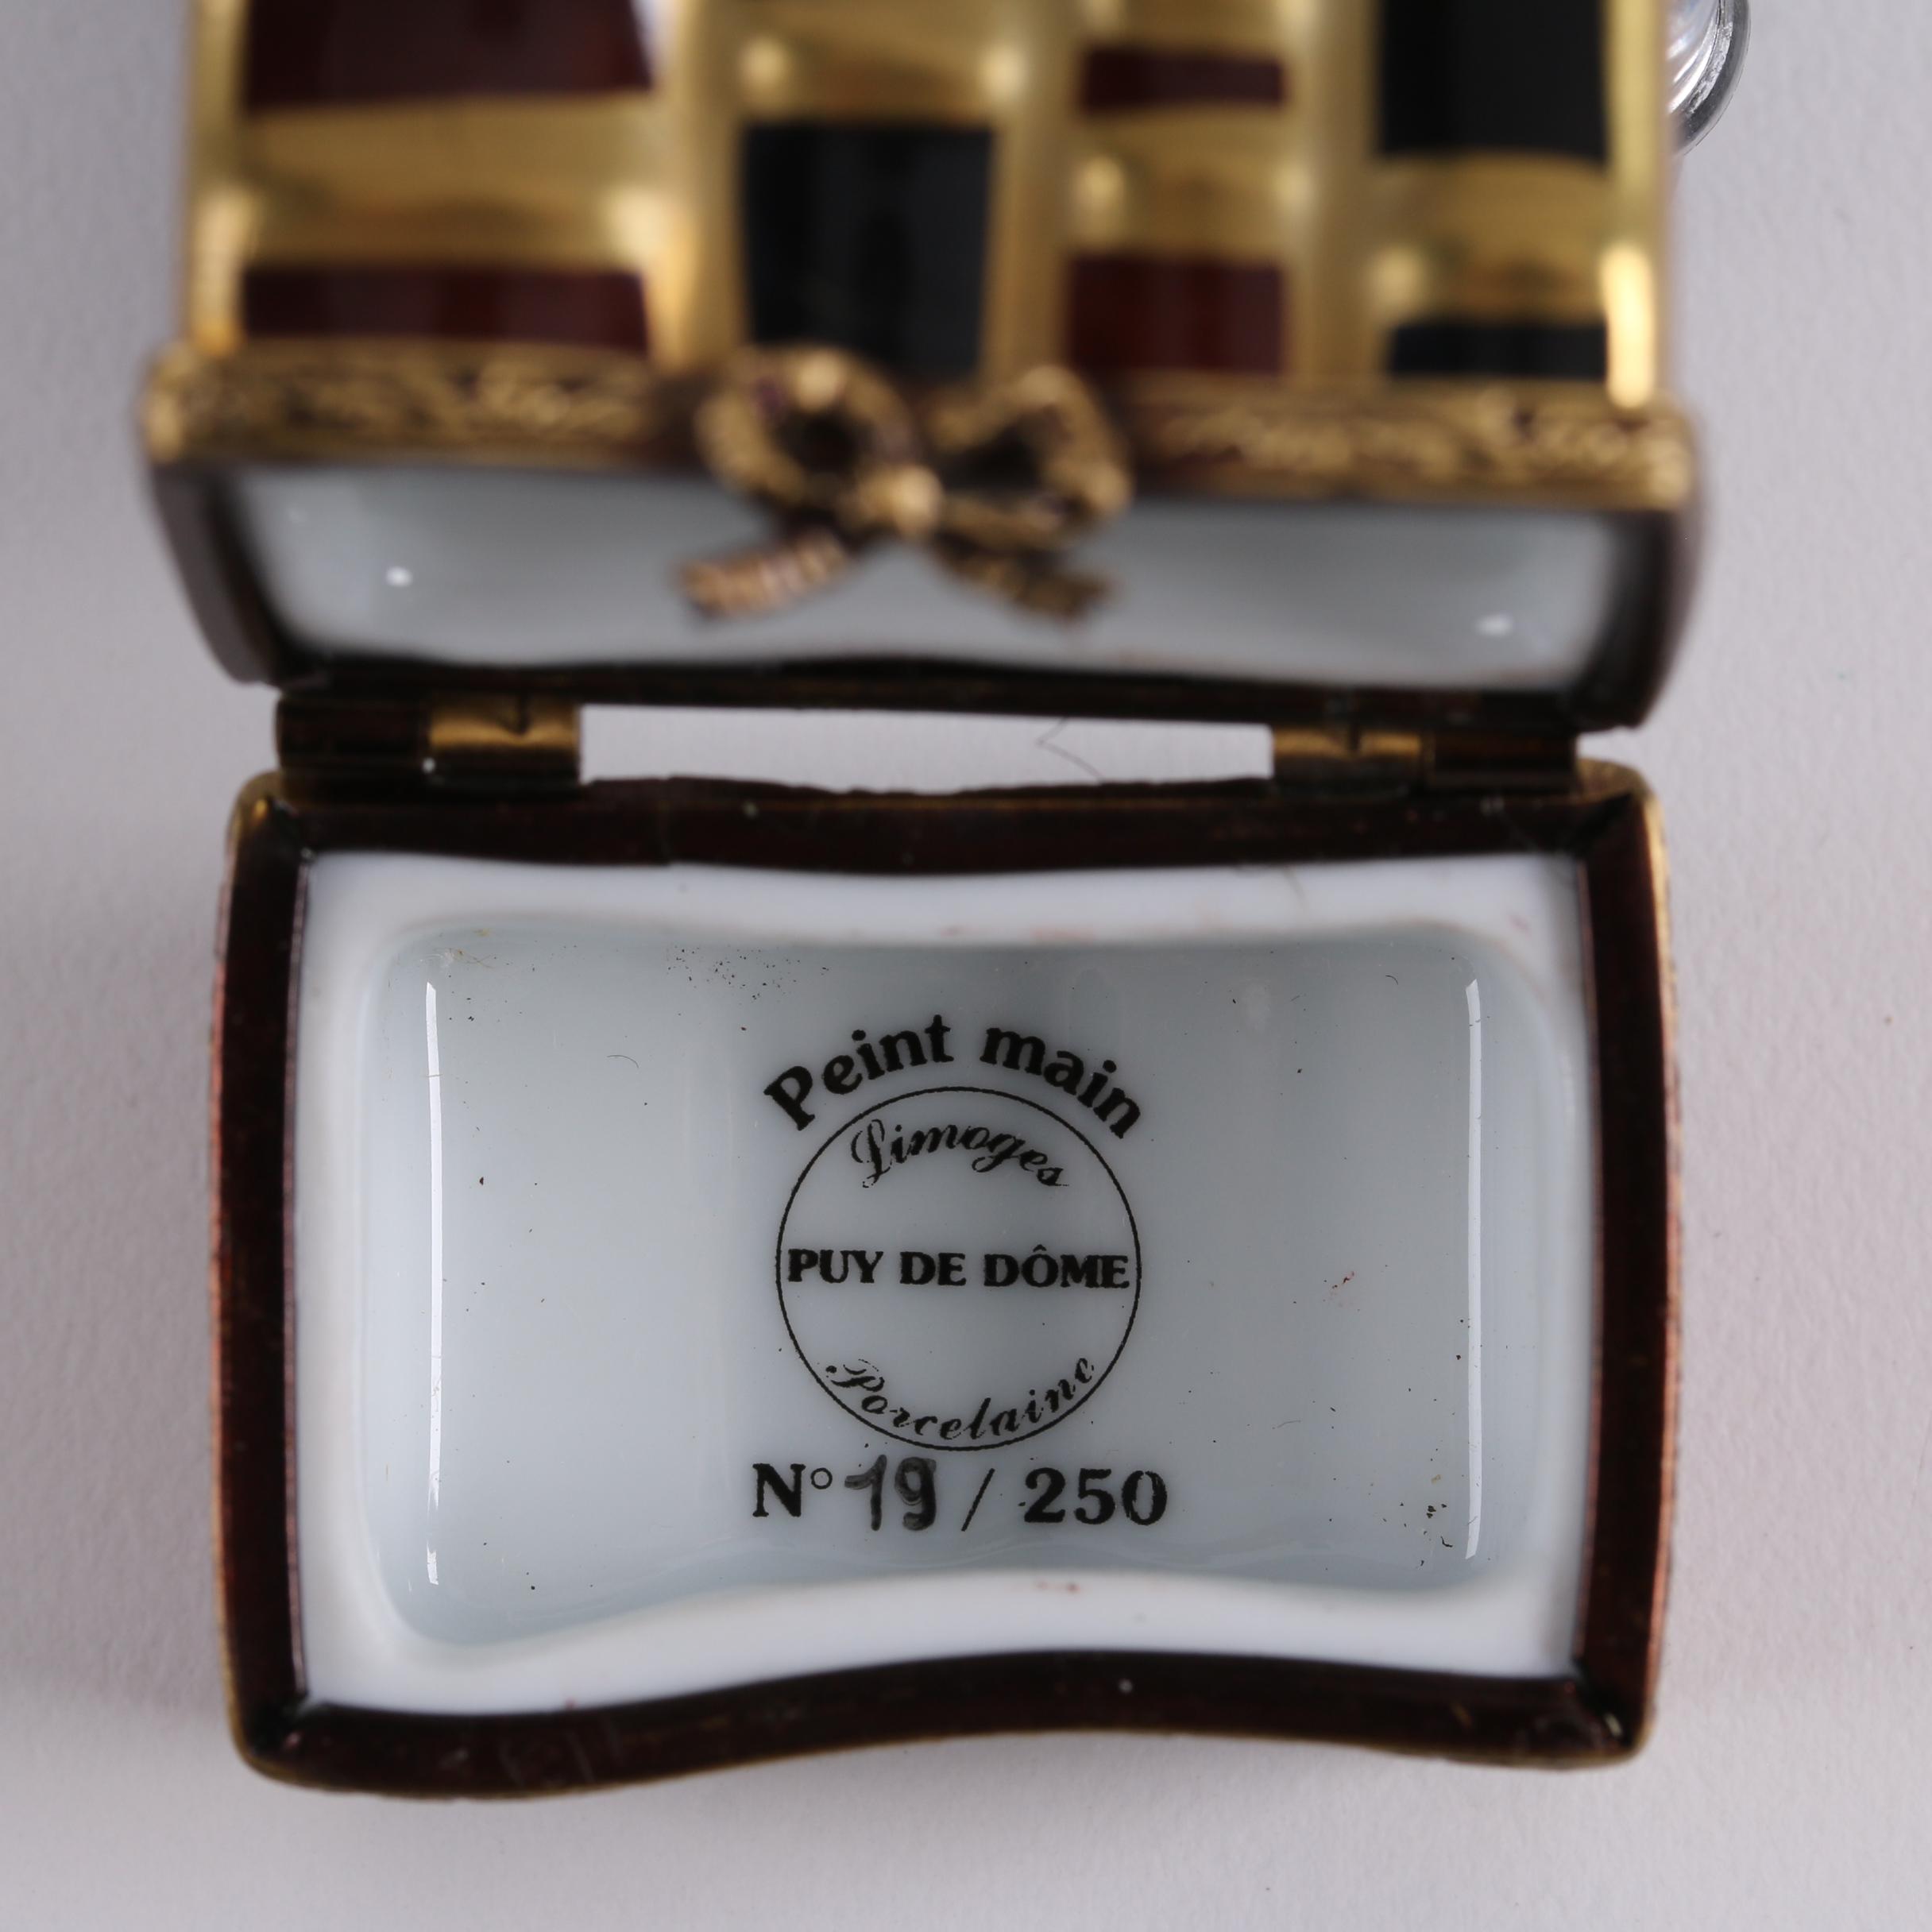 Peint main
Limoges
PUY DE DÔME
Porcelaine
N° 19 / 250